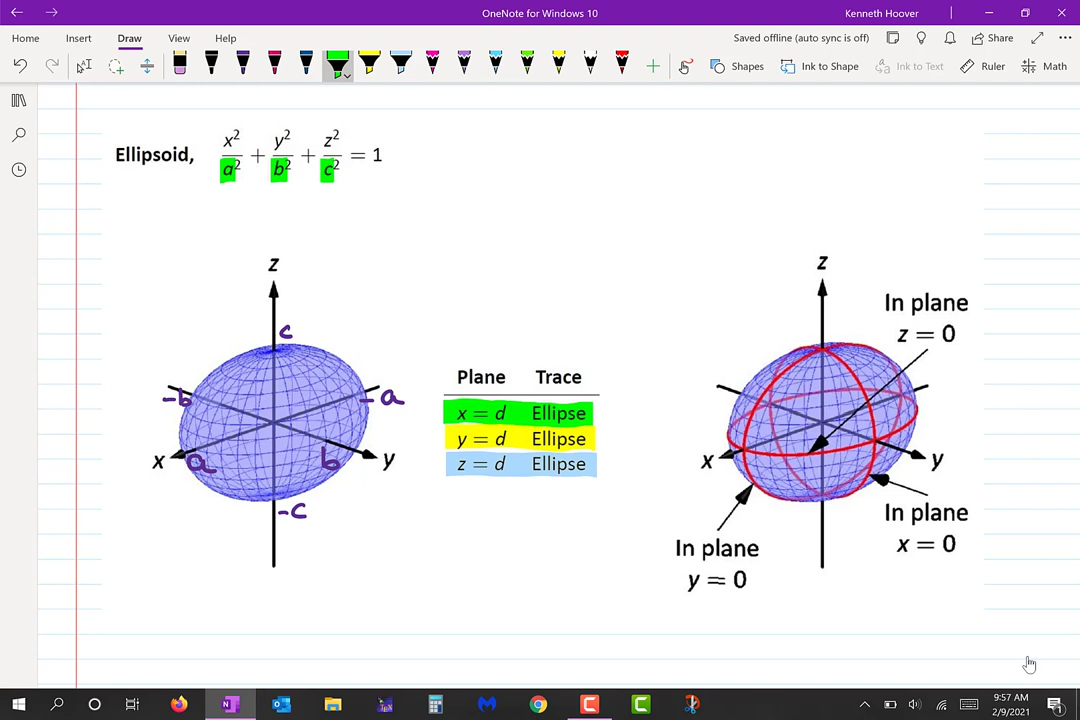 OneNote for Windows 10
Kenneth Hoover
Home Insert Draw View Help
Saved offline (auto sync is off)
Share
Shapes
Ink to Shape
Ink to Text
Ruler
Math
Ellipsoid, x²/a² + y²/b² + z²/c² = 1
z
c
-b
-a
x
a
b
y
-c
Plane Trace
x = d Ellipse
y = d Ellipse
z = d Ellipse
z
In plane
z = 0
x
y
In plane
x = 0
In plane
y = 0
9:57 AM
2/9/2021